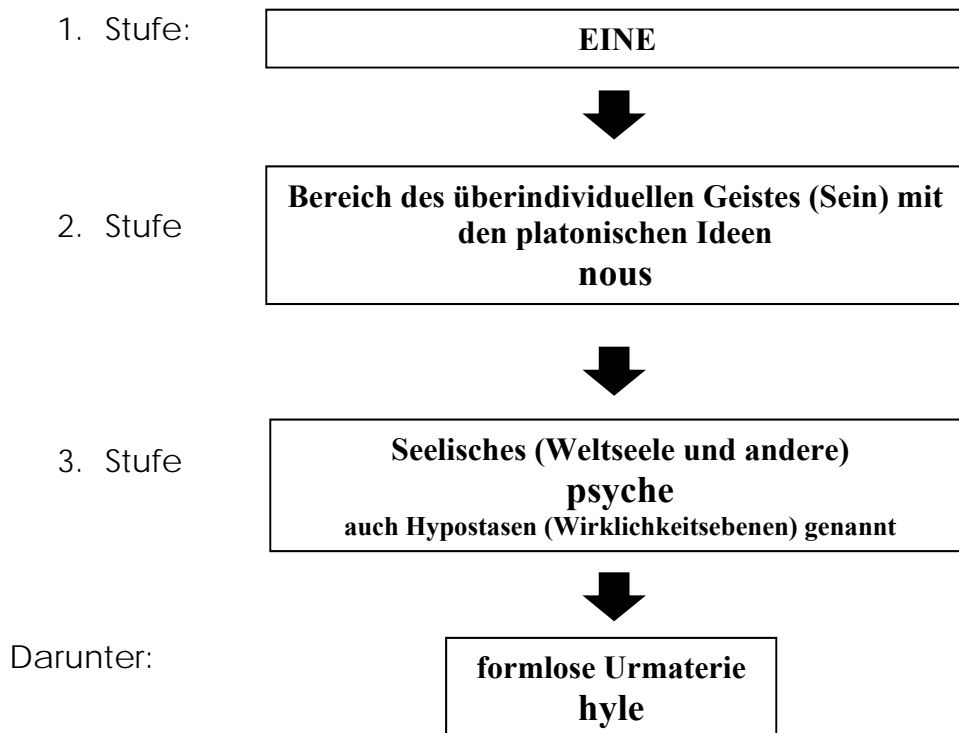 1. Stufe:
EINE
2. Stufe
Bereich des überindividuellen Geistes (Sein) mit
den platonischen Ideen
nous
3. Stufe
Seelisches (Weltseele und andere)
psyche
auch Hypostasen (Wirklichkeitsebenen) genannt
Darunter:
formlose Urmaterie
hyle